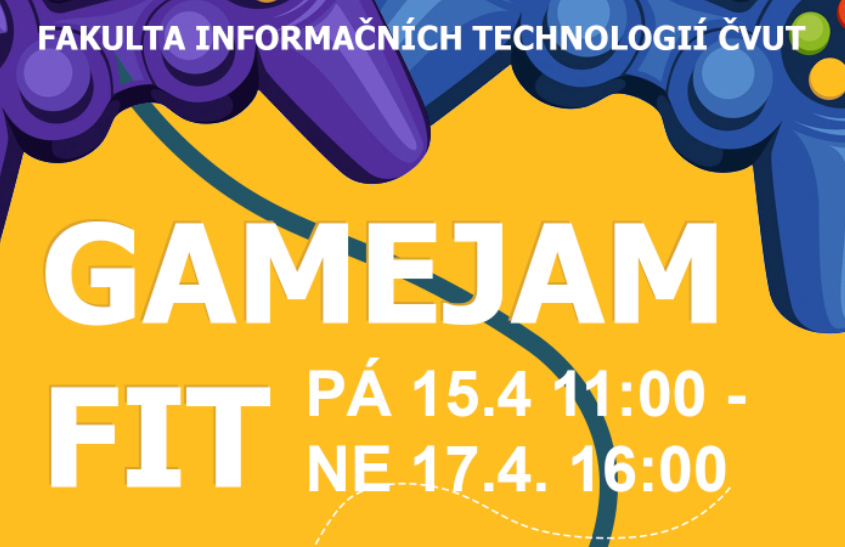 FAKULTA INFORMAČNÍCH TECHNOLOGIÍ ČVUT
GAMEJAM
FIT
PÁ 15.4 11:00 -
NE 17.4. 16:00